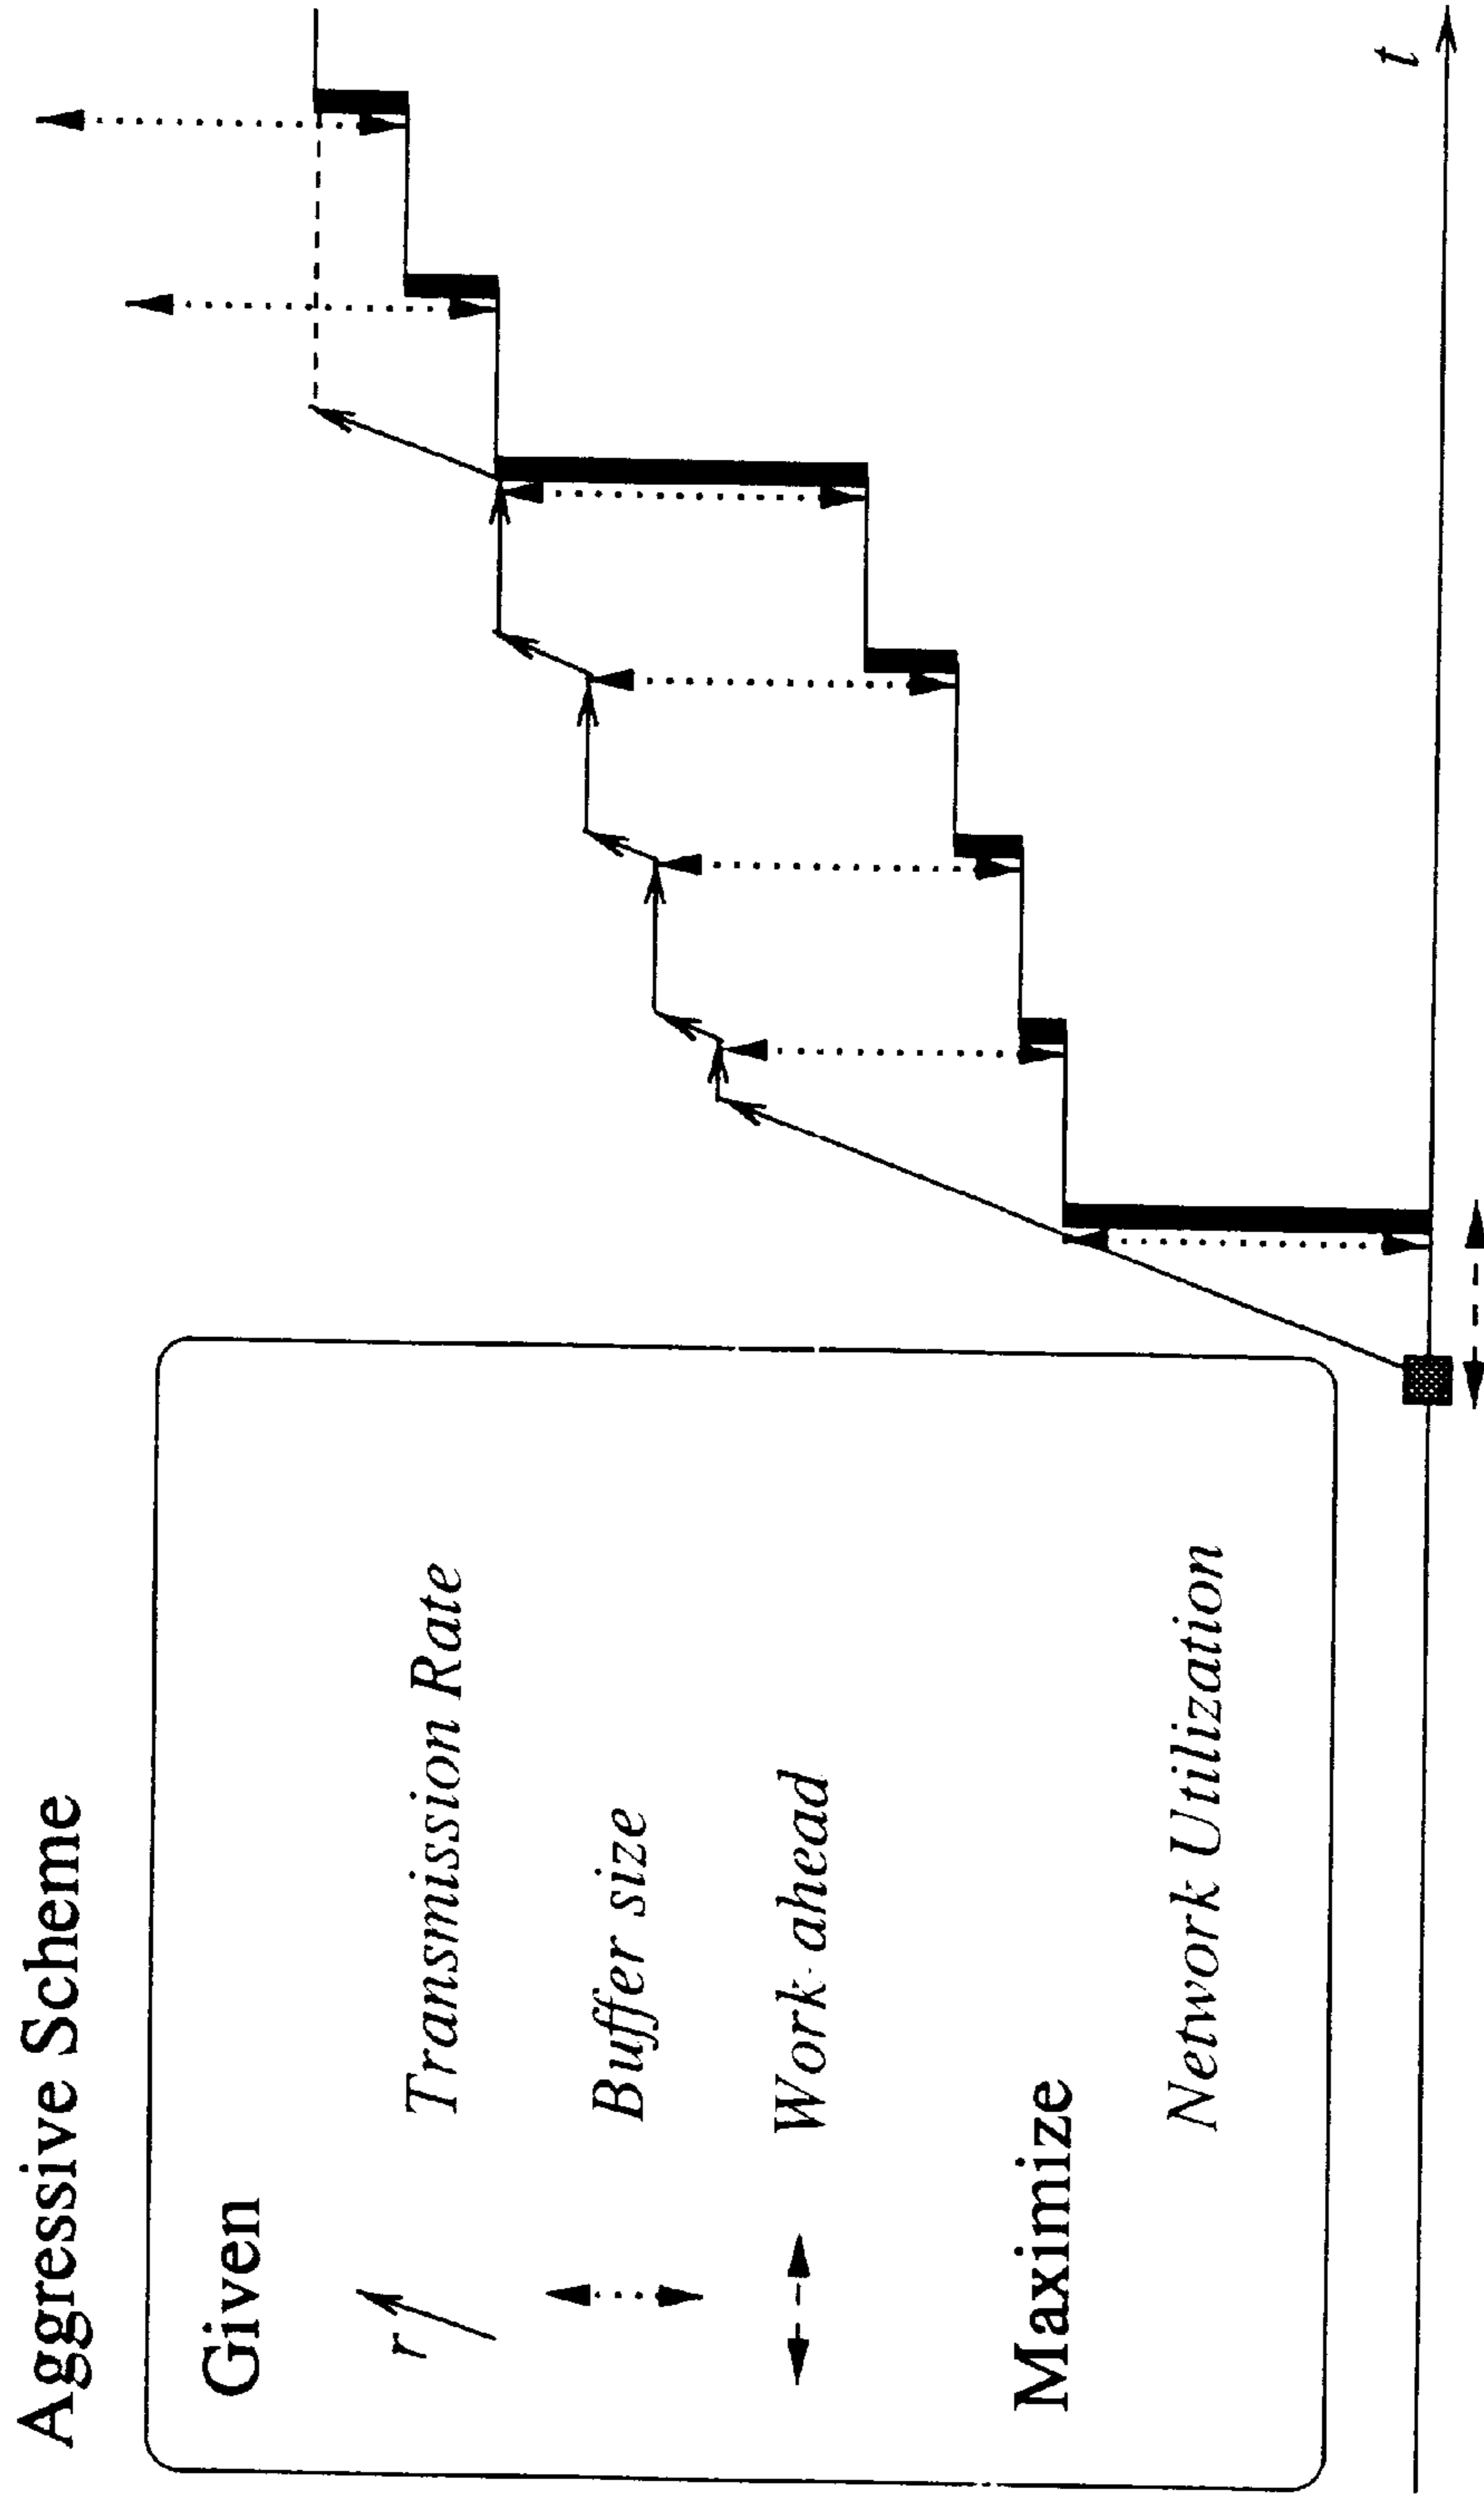 Aggressive Scheme
Given
r
Transmission Rate
Buffer size
Work-ahead
Maximize
Network Utilization
t